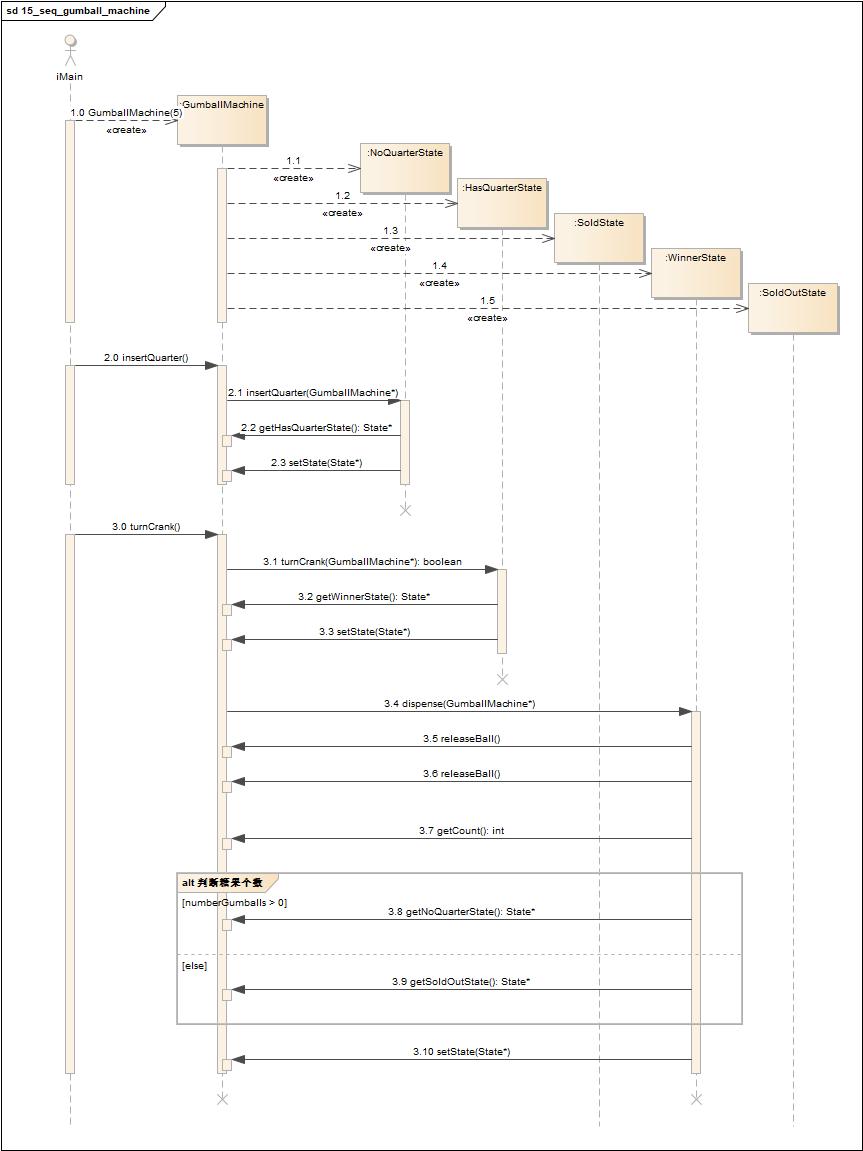 sd 15_seq_gumball_machine
iMain
:GumballMachine
1.0 GumballMachine(5)
«create»
:NoQuarterState
1.1
«create»
:HasQuarterState
1.2
«create»
:SoldState
1.3
«create»
:WinnerState
1.4
«create»
:SoldOutState
1.5
«create»
2.0 insertQuarter()
2.1 insertQuarter(GumballMachine*)
2.2 getHasQuarterState(): State*
2.3 setState(State*)
3.0 turnCrank()
3.1 turnCrank(GumballMachine*): boolean
3.2 getWinnerState(): State*
3.3 setState(State*)
3.4 dispense(GumballMachine*)
3.5 releaseBall()
3.6 releaseBall()
3.7 getCount(): int
alt 判断糖果个数
[numberGumballs > 0]
3.8 getNoQuarterState(): State*
[else]
3.9 getSoldOutState(): State*
3.10 setState(State*)